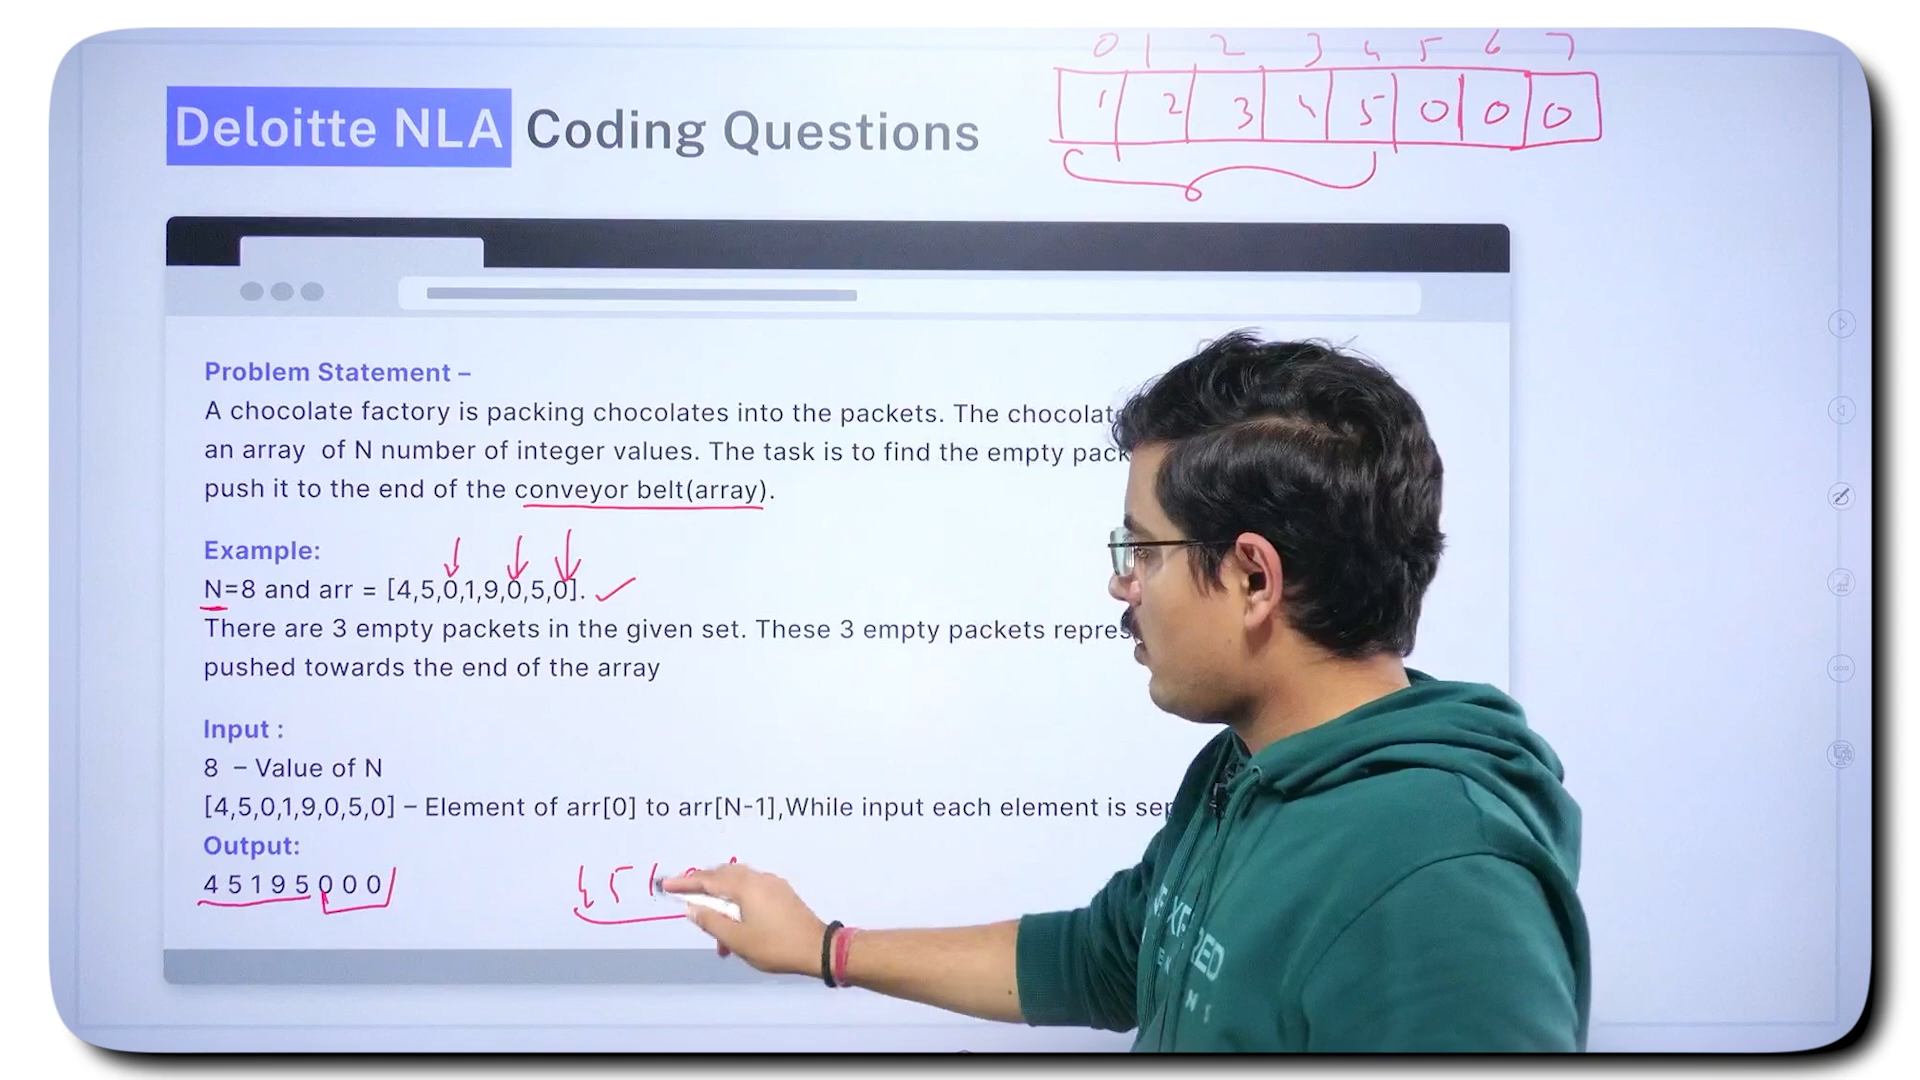 0 1 2 3 4 5 6 7
1 2 3 4 5 0 0 0
Deloitte NLA Coding Questions
Problem Statement –
A chocolate factory is packing chocolates into the packets. The
an array of N number of integer values. The task is to find the empty
push it to the end of the conveyor belt(array).
Example:
N=8 and arr = [4,5,0,1,9,0,5,0].
There are 3 empty packets in the given set. These 3 empty packets
pushed towards the end of the array
Input :
8 – Value of N
[4,5,0,1,9,0,5,0] – Element of arr[0] to arr[N-1],While input each element is
Output:
4 5 1 9 5 0 0 0
4 5 1